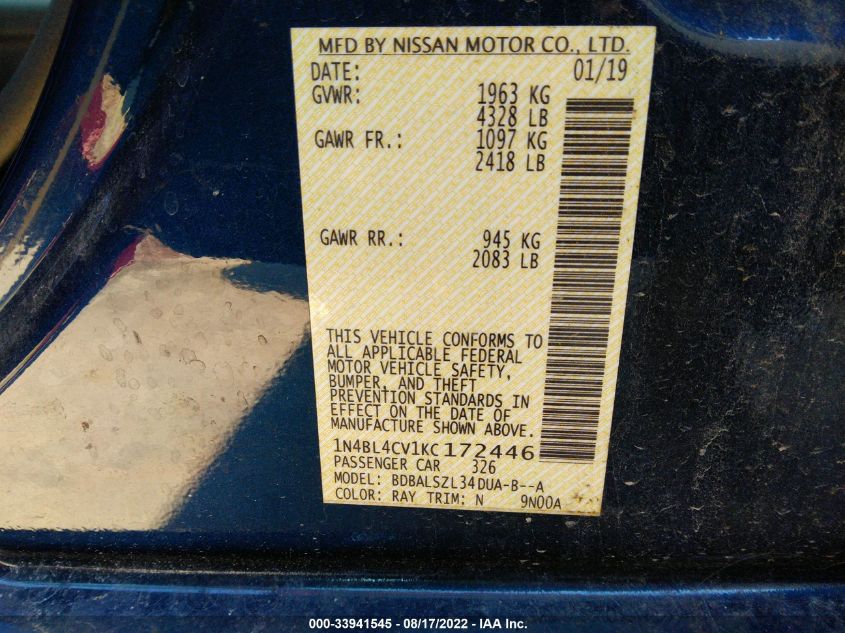 MFD BY NISSAN MOTOR CO., LTD.
DATE: 01/19
GVWR: 1963 KG
4328 LB
GAWR FR.: 1097 KG
2418 LB
GAWR RR.: 945 KG
2083 LB
THIS VEHICLE CONFORMS TO
ALL APPLICABLE FEDERAL
MOTOR VEHICLE SAFETY,
BUMPER, AND THEFT
PREVENTION STANDARDS IN
EFFECT ON THE DATE OF
MANUFACTURE SHOWN ABOVE.
1N4BL4CV1KC172446
PASSENGER CAR 326
MODEL: BDBALSZL34DUA-B--A
COLOR: RAY TRIM: N 9N00A
000-33941545 - 08/17/2022 - IAA Inc.